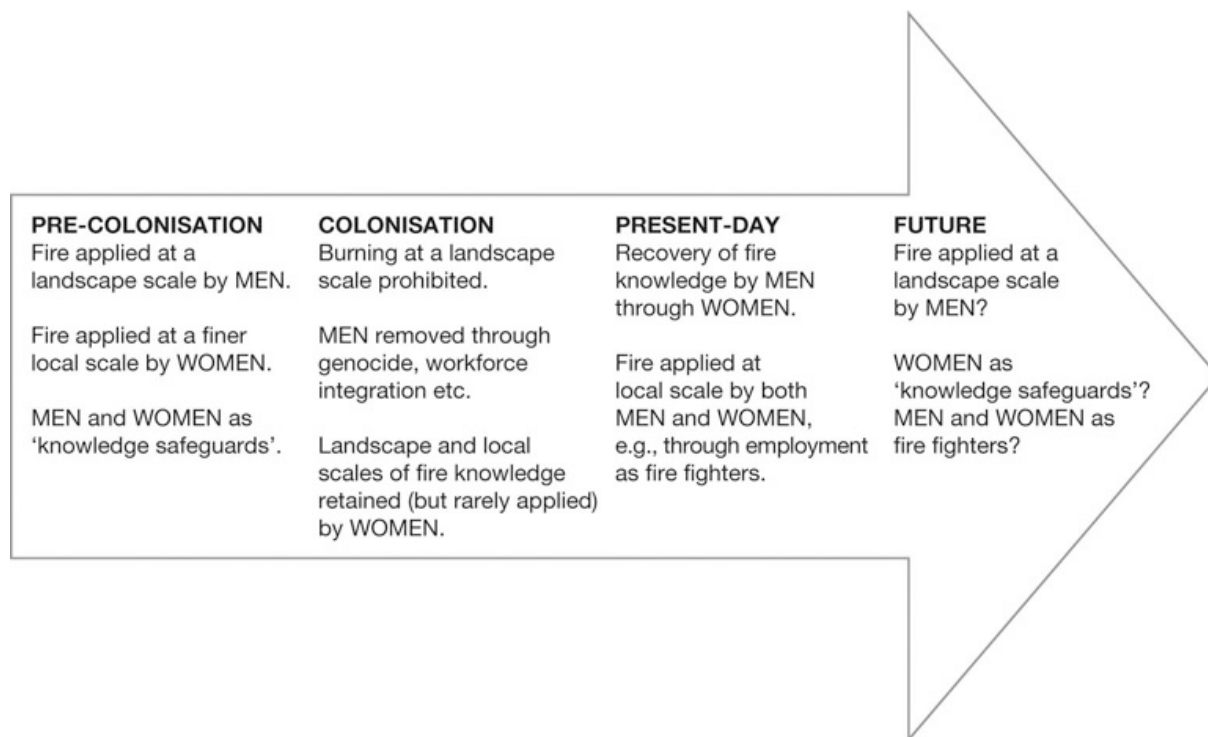 PRE-COLONISATION
Fire applied at a
landscape scale by MEN.
Fire applied at a finer
local scale by WOMEN.
MEN and WOMEN as
‘knowledge safeguards’.
COLONISATION
Burning at a landscape
scale prohibited.
MEN removed through
genocide, workforce
integration etc.
Landscape and local
scales of fire knowledge
retained (but rarely applied)
by WOMEN.
PRESENT-DAY
Recovery of fire
knowledge by MEN
through WOMEN.
Fire applied at
local scale by both
MEN and WOMEN,
e.g., through employment
as fire fighters.
FUTURE
Fire applied at a
landscape scale
by MEN?
WOMEN as
‘knowledge safeguards’?
MEN and WOMEN as
fire fighters?